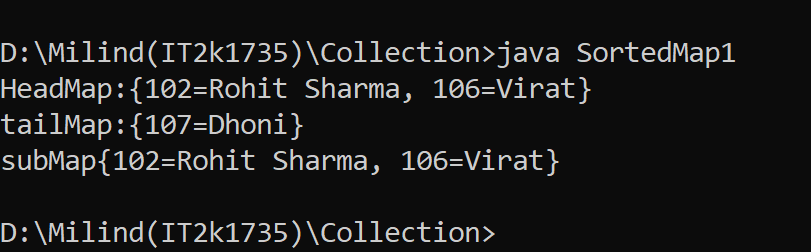 D:\Milind(IT2k1735)\Collection>java SortedMap1
HeadMap:{102=Rohit Sharma, 106=Virat}
tailMap:{107=Dhoni}
subMap{102=Rohit Sharma, 106=Virat}
D:\Milind(IT2k1735)\Collection>